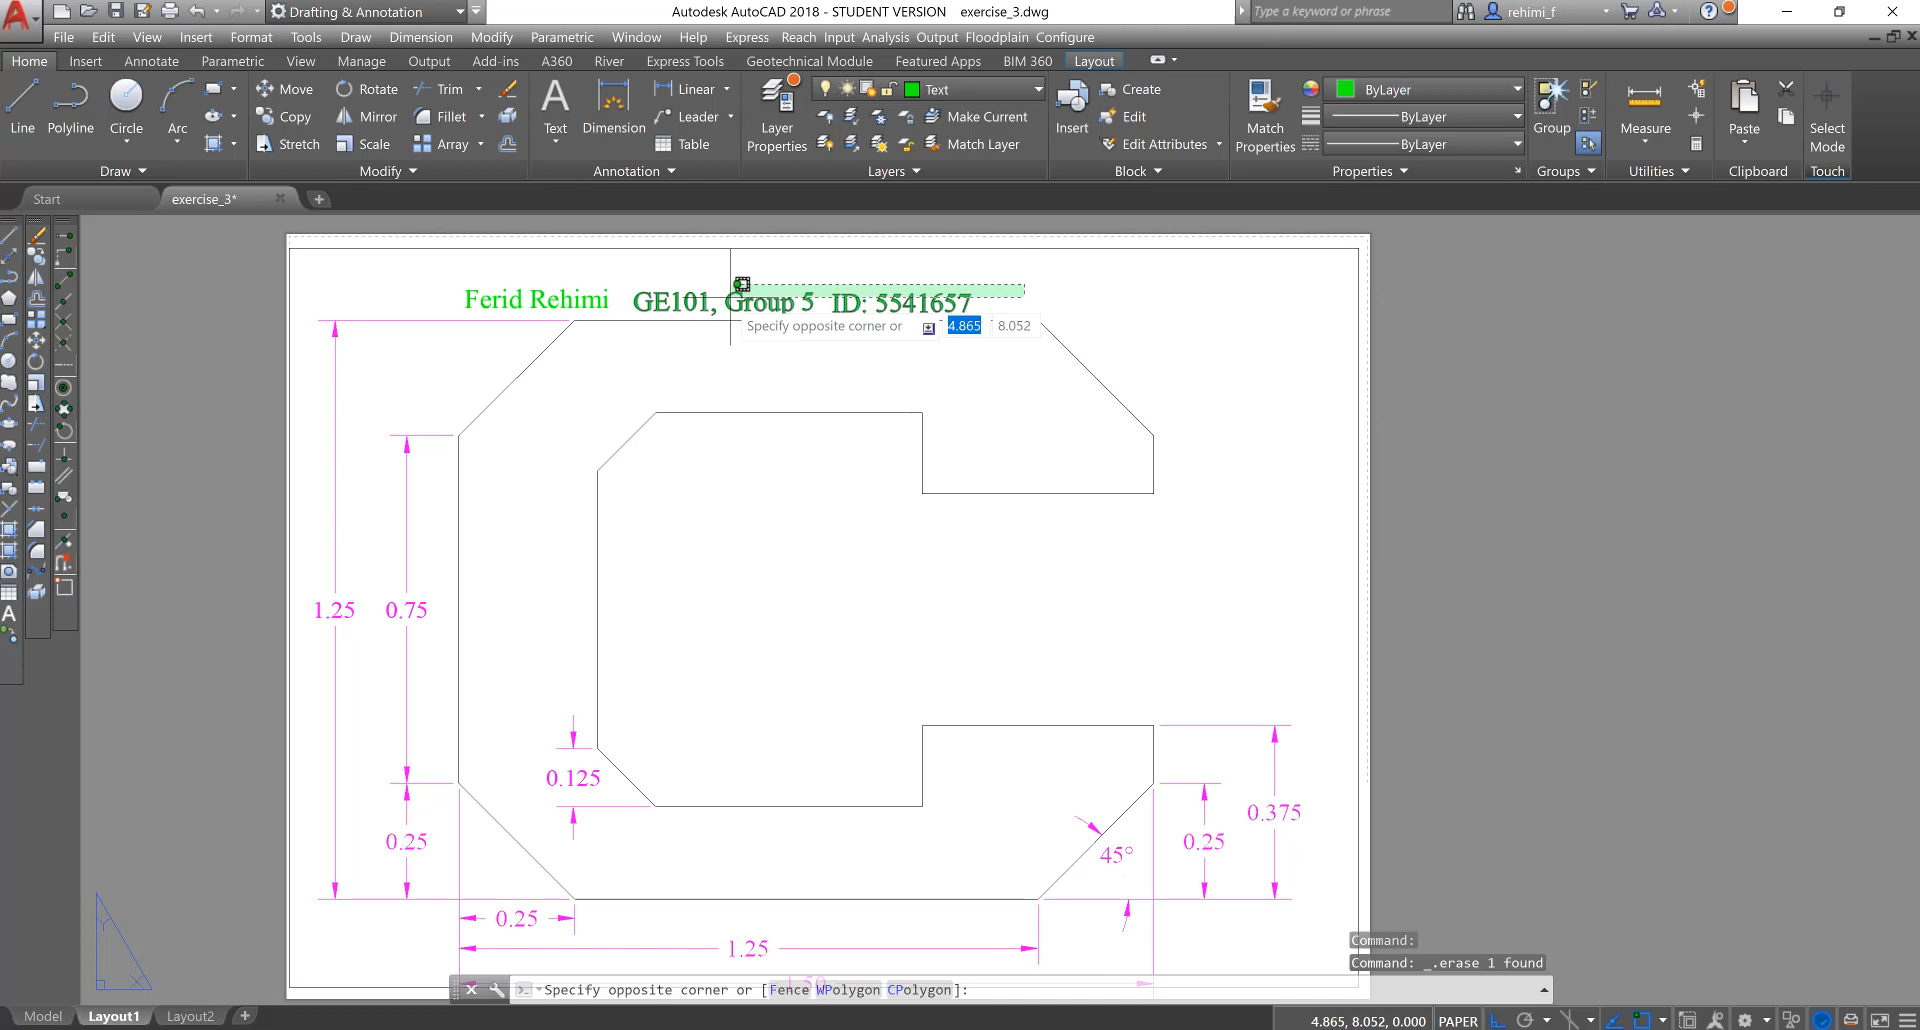 Drafting & Annotation
Autodesk AutoCAD 2018 - STUDENT VERSION exercise_3.dwg
Type a keyword or phrase
rehimi_f
File Edit View Insert Format Tools Draw Dimension Modify Parametric Window Help Express Reach Input Analysis Output Floodplain Configure
Home Insert Annotate Parametric View Manage Output Add-ins A360 River Express Tools Geotechnical Module Featured Apps BIM 360 Layout
Line Polyline Circle Arc
Move Rotate Trim
Copy Mirror Fillet
Stretch Scale Array
Text Dimension
Linear
Leader
Table
Layer Properties
Text
Make Current
Match Layer
Insert
Create
Edit
Edit Attributes
Match Properties
ByLayer
ByLayer
ByLayer
Group
Measure
Paste
Select Mode
Draw Modify Annotation Layers Block Properties Groups Utilities Clipboard Touch
Start exercise_3*
Ferid Rehimi GE101, Group 5 ID: 5541657
Specify opposite corner or 4.865 8.052
1.25 0.75
0.125
0.25
45°
0.25
0.375
0.25
1.25
1.50
Y
X
A
Command:
Command: _.erase 1 found
Specify opposite corner or [Fence WPolygon CPolygon]:
Model Layout1 Layout2
4.865, 8.052, 0.000 PAPER